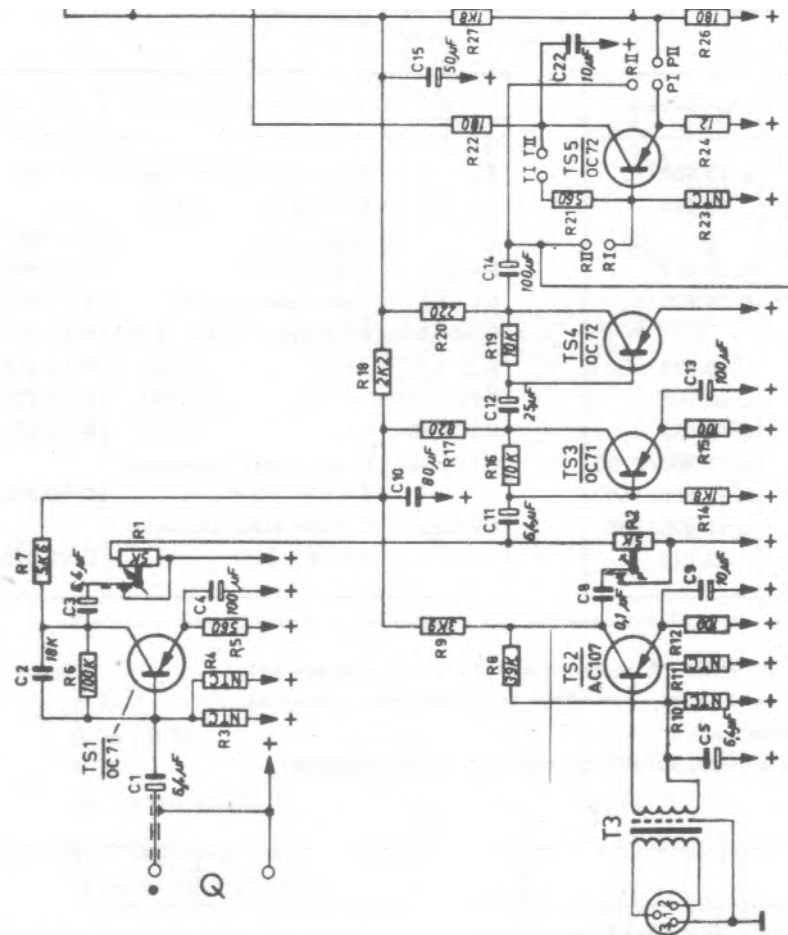 1K8
R27
180
R26
C15
50µF
C22
10µF
RII
+
PI PII
180
R22
TI TII
TS5
OC72
12
R24
560
R21
NTC
R23
C14
100µF
RII
RI
220
R20
10K
R19
TS4
OC72
2K2
R18
C12
25µF
C13
100µF
820
R17
10K
R16
TS3
OC71
100
R15
C10
80µF
C11
6,4µF
1K8
R14
R1
5K
R2
5K
C3
6,4µF
C4
100µF
C8
0,1µF
C9
10µF
C2
18K
100K
560
R5
3K9
R9
39K
R8
TS2
AC107
100
R12
NTC
R4
NTC
R11
NTC
R3
NTC
R10
TS1
OC71
C1
6,4µF
C5
6,4µF
T3
Q
3 1 2